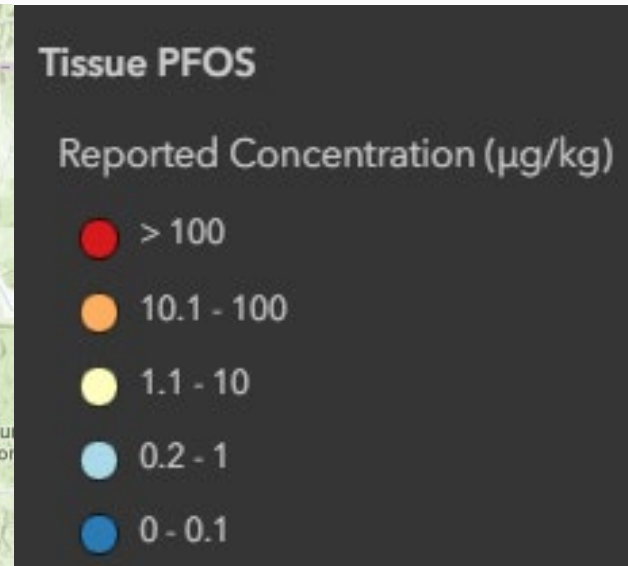 Tissue PFOS
Reported Concentration (µg/kg)
> 100
10.1 - 100
1.1 - 10
0.2 - 1
0 - 0.1